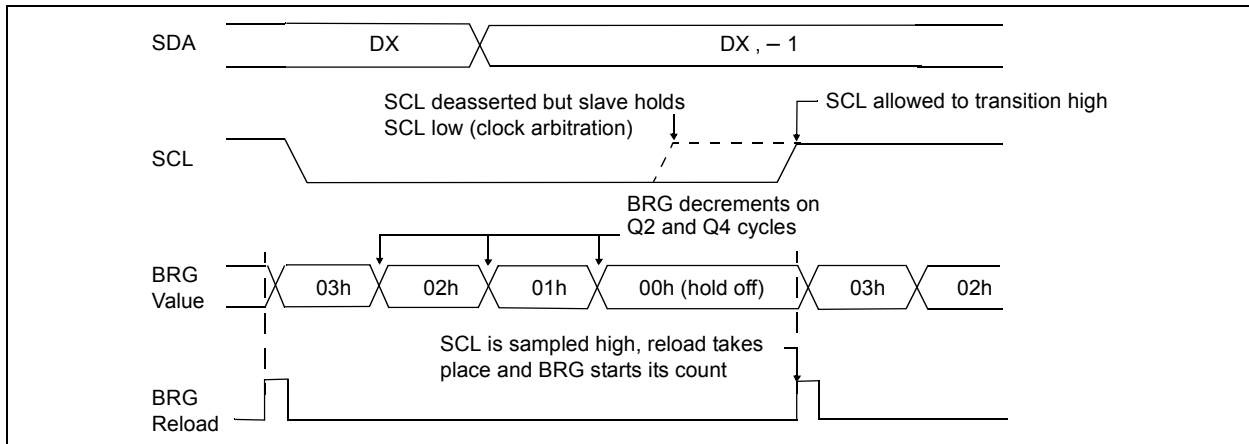 SDA
DX
DX , – 1
SCL deasserted but slave holds
SCL low (clock arbitration)
SCL allowed to transition high
SCL
BRG decrements on
Q2 and Q4 cycles
BRG
Value
03h
02h
01h
00h (hold off)
03h
02h
SCL is sampled high, reload takes
place and BRG starts its count
BRG
Reload